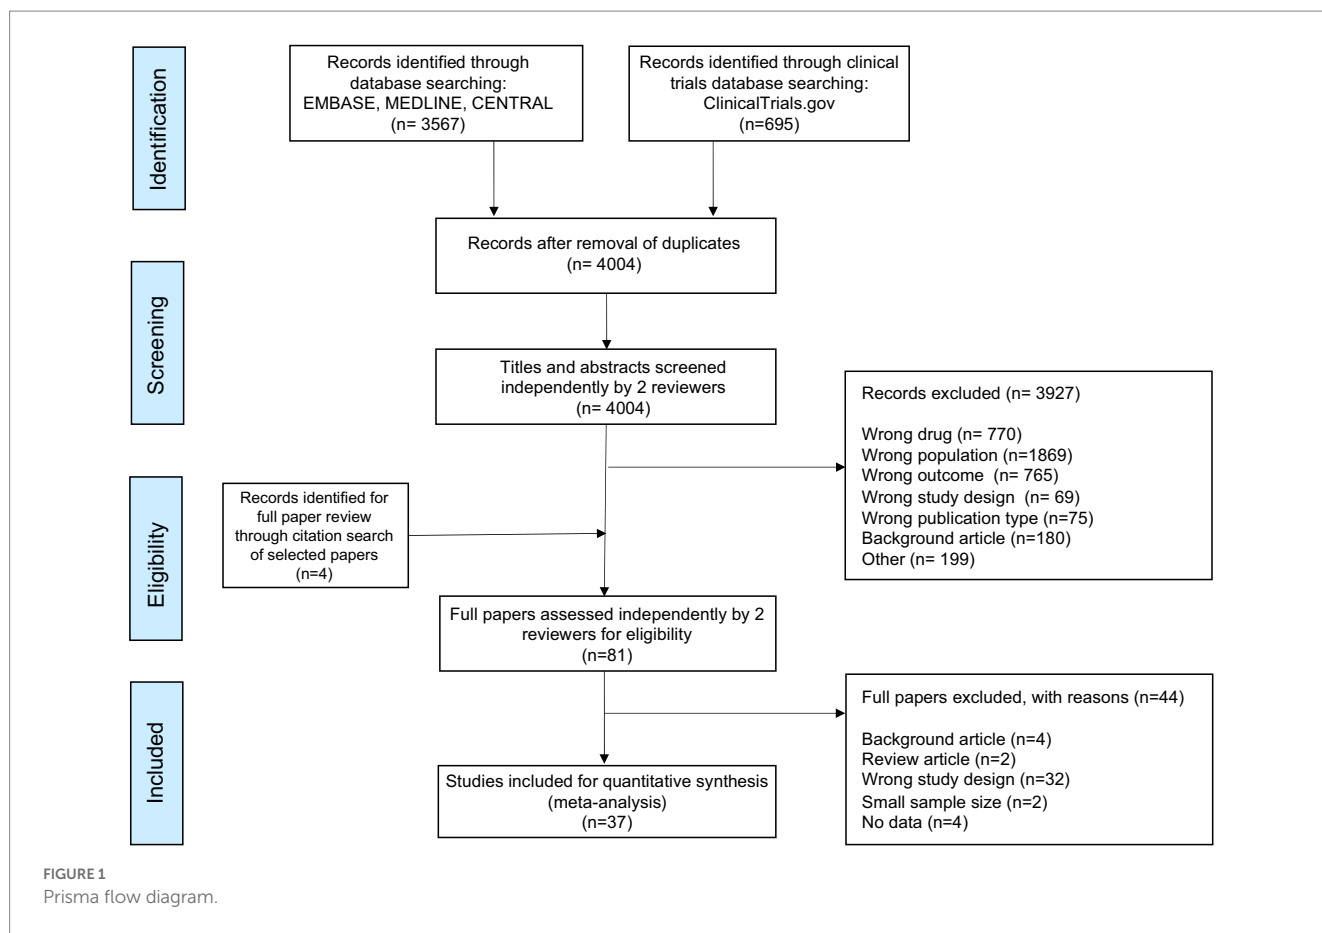 Identification
Records identified through
database searching:
EMBASE, MEDLINE, CENTRAL
(n= 3567)
Records identified through clinical
trials database searching:
ClinicalTrials.gov
(n=695)
Records after removal of duplicates
(n= 4004)
Screening
Titles and abstracts screened
independently by 2 reviewers
(n= 4004)
Records excluded (n= 3927)
Wrong drug (n= 770)
Wrong population (n=1869)
Wrong outcome (n= 765)
Wrong study design (n= 69)
Wrong publication type (n=75)
Background article (n=180)
Other (n= 199)
Eligibility
Records identified for
full paper review
through citation search
of selected papers
(n=4)
Full papers assessed independently by 2
reviewers for eligibility
(n=81)
Full papers excluded, with reasons (n=44)
Background article (n=4)
Review article (n=2)
Wrong study design (n=32)
Small sample size (n=2)
No data (n=4)
Included
Studies included for quantitative synthesis
(meta-analysis)
(n=37)
FIGURE 1
Prisma flow diagram.